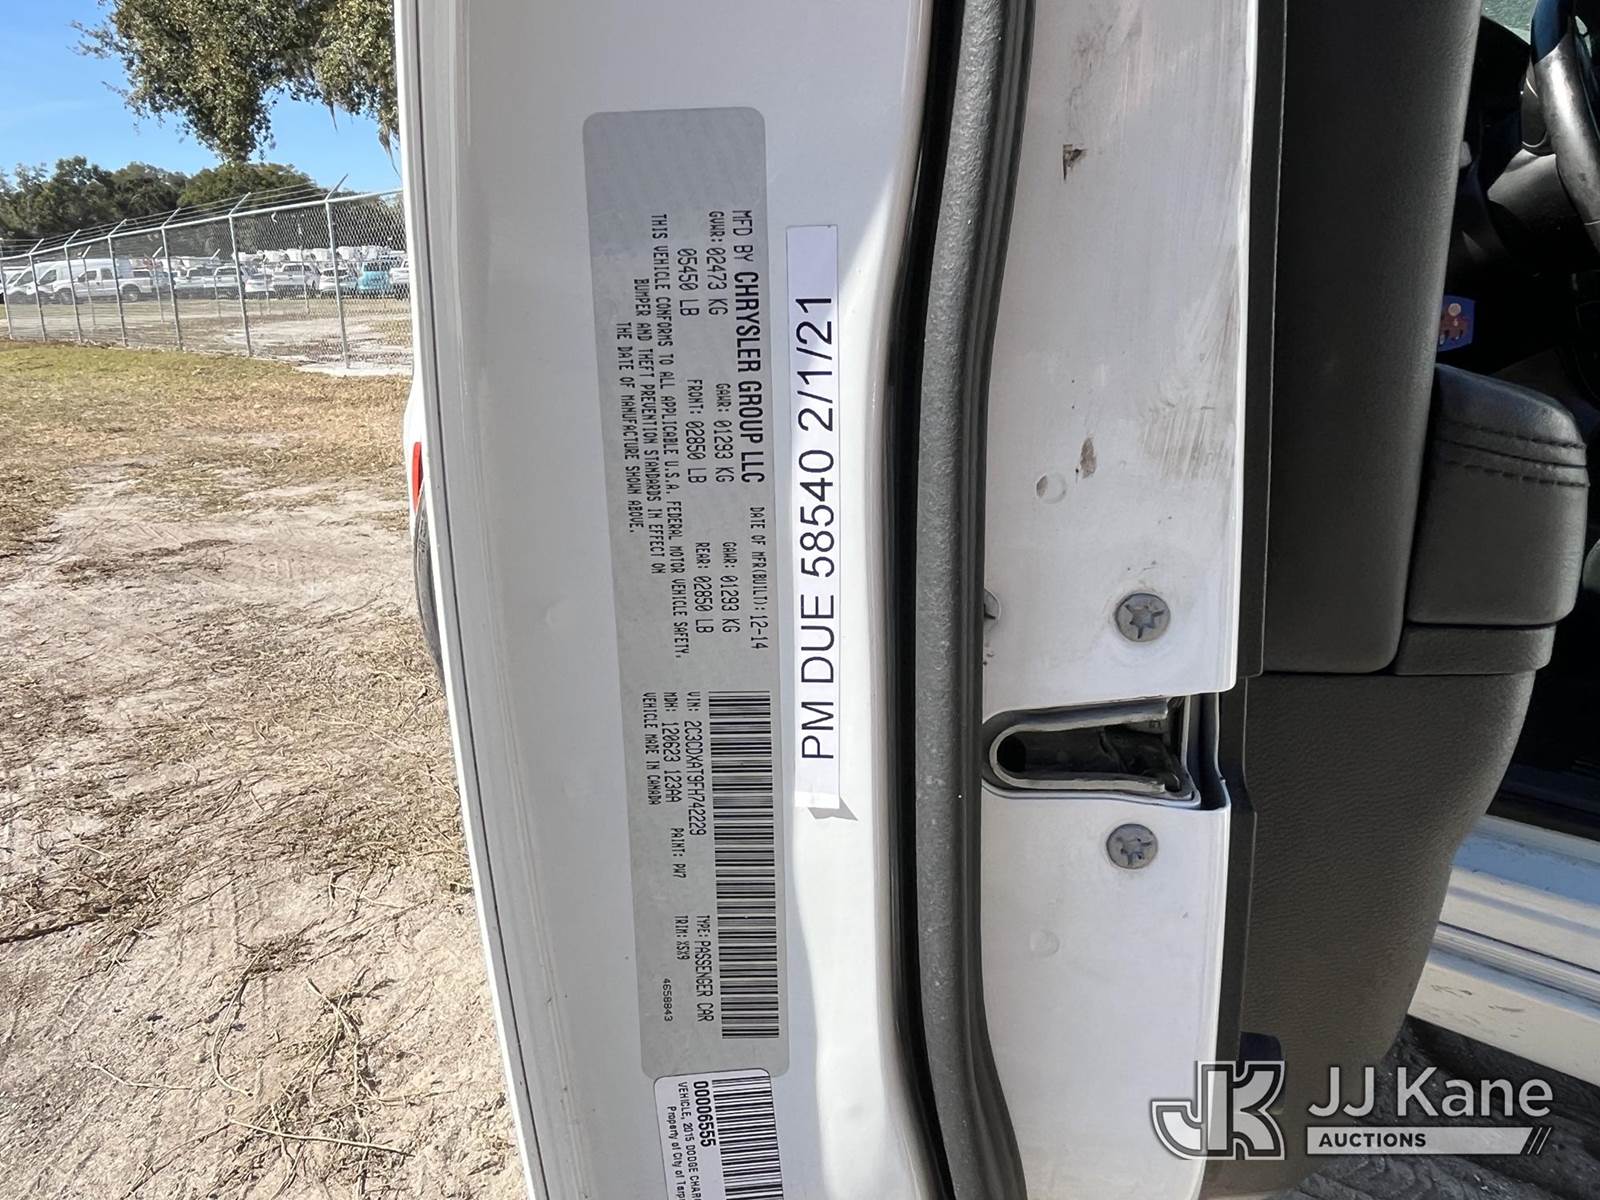 MFD BY CHRYSLER GROUP LLC DATE OF MFR(BUILT): 12-14
GVWR: 02473 KG GAWR: 01293 KG GAWR: 01293 KG
05450 LB FRONT: 02850 LB REAR: 02850 LB
THIS VEHICLE CONFORMS TO ALL APPLICABLE U.S.A. FEDERAL MOTOR VEHICLE SAFETY,
BUMPER AND THEFT PREVENTION STANDARDS IN EFFECT ON
THE DATE OF MANUFACTURE SHOWN ABOVE.
VIN: 2C3CDXAT9FH742229 TYPE: PASSENGER CAR
MDH: 120623 123AA PAINT: PW7 TRIM: X5X9
VEHICLE MADE IN CANADA 4658843
PM DUE 58540 2/1/21
00006555
VEHICLE, 2015 DODGE
Property of City of
JJ Kane
AUCTIONS